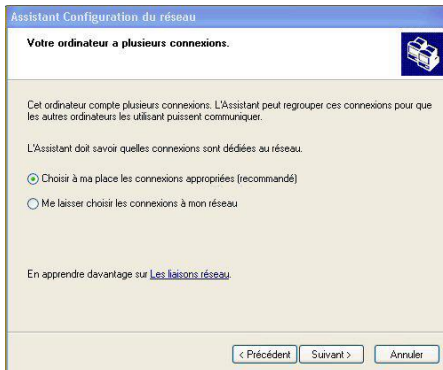 Assistant Configuration du réseau
Votre ordinateur a plusieurs connexions.
Cet ordinateur compte plusieurs connexions. L'Assistant peut regrouper ces connexions pour que
les autres ordinateurs les utilisant puissent communiquer.
L'Assistant doit savoir quelles connexions sont dédiées au réseau.
Choisir à ma place les connexions appropriées (recommandé)
Me laisser choisir les connexions à mon réseau
En apprendre davantage sur Les liaisons réseau.
< Précédent Suivant > Annuler